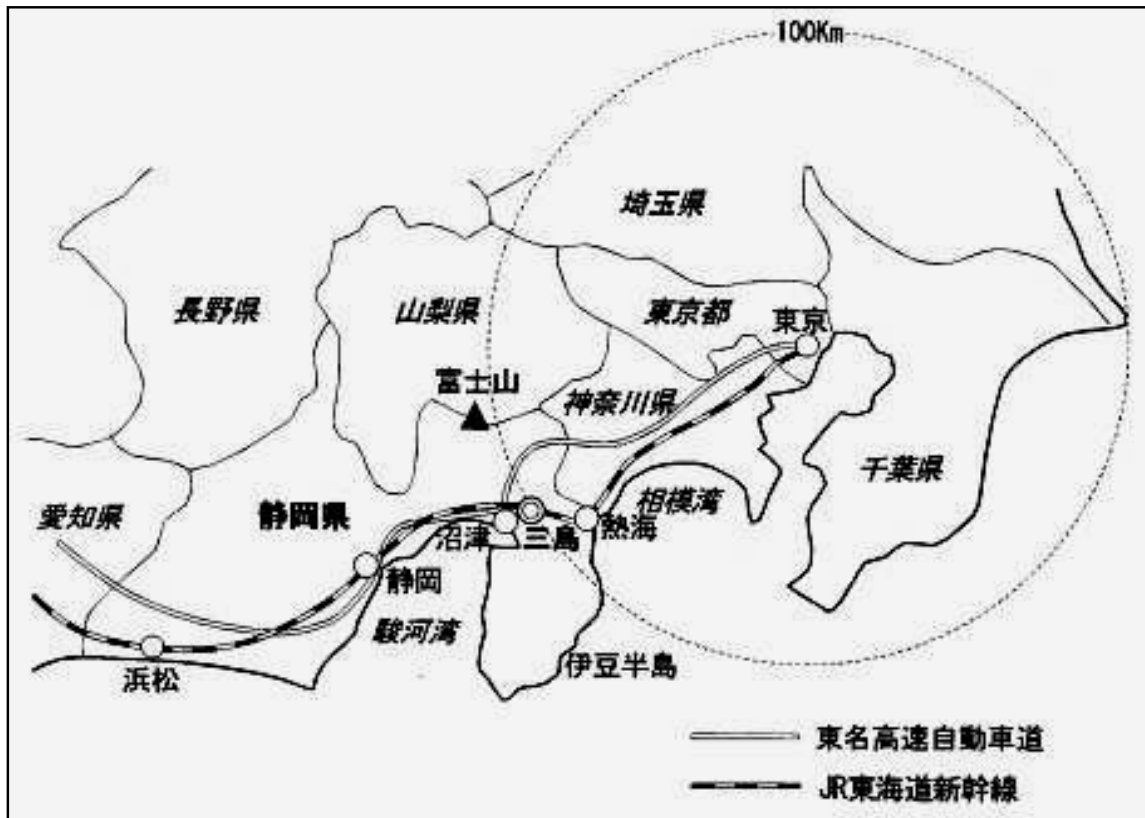 100Km
埼玉県
長野県
山梨県
東京都
東京
富士山
神奈川県
千葉県
愛知県
静岡県
相模湾
沼津
三島
熱海
静岡
駿河湾
浜松
伊豆半島
東名高速自動車道
JR東海道新幹線